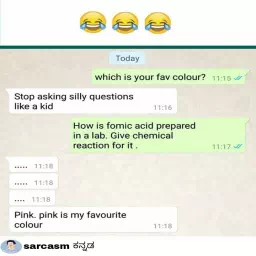 Today
which is your fav colour? 11:15
Stop asking silly questions
like a kid 11:16
How is fomic acid prepared
in a lab. Give chemical
reaction for it . 11:17
..... 11:18
..... 11:18
.... 11:18
Pink. pink is my favourite
colour 11:18
sarcasm ಕನ್ನಡ